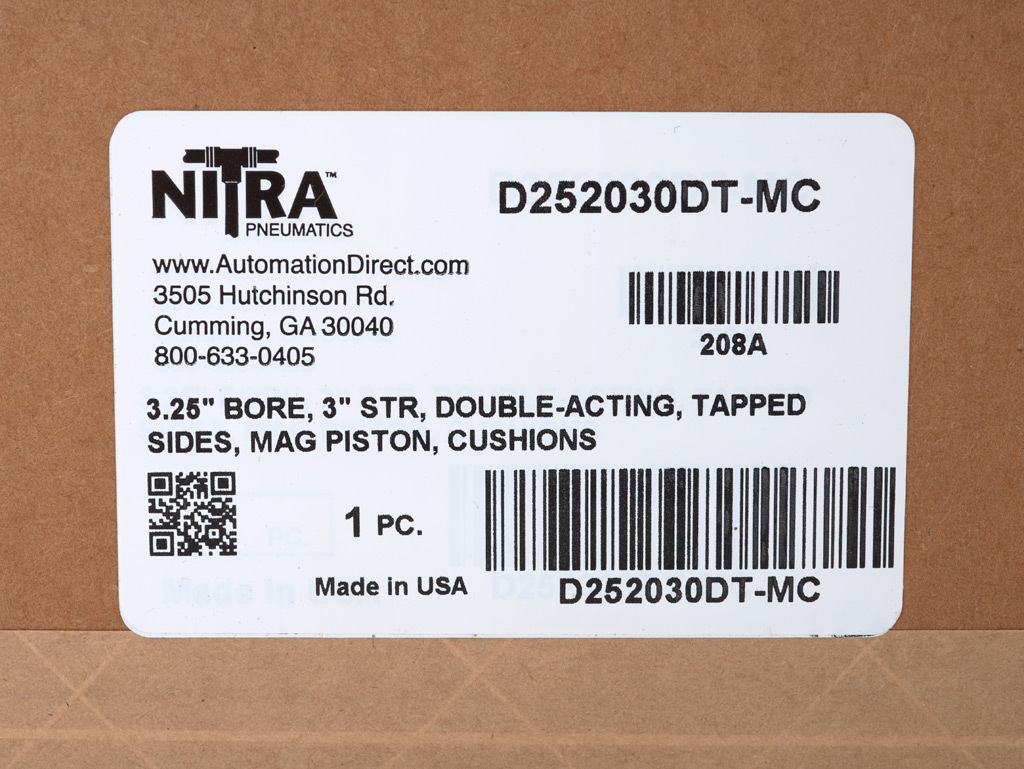 NITRA™
PNEUMATICS
D252030DT-MC
www.AutomationDirect.com
3505 Hutchinson Rd.
Cumming, GA 30040
800-633-0405
208A
3.25" BORE, 3" STR, DOUBLE-ACTING, TAPPED
SIDES, MAG PISTON, CUSHIONS
1 PC.
Made in USA
D252030DT-MC